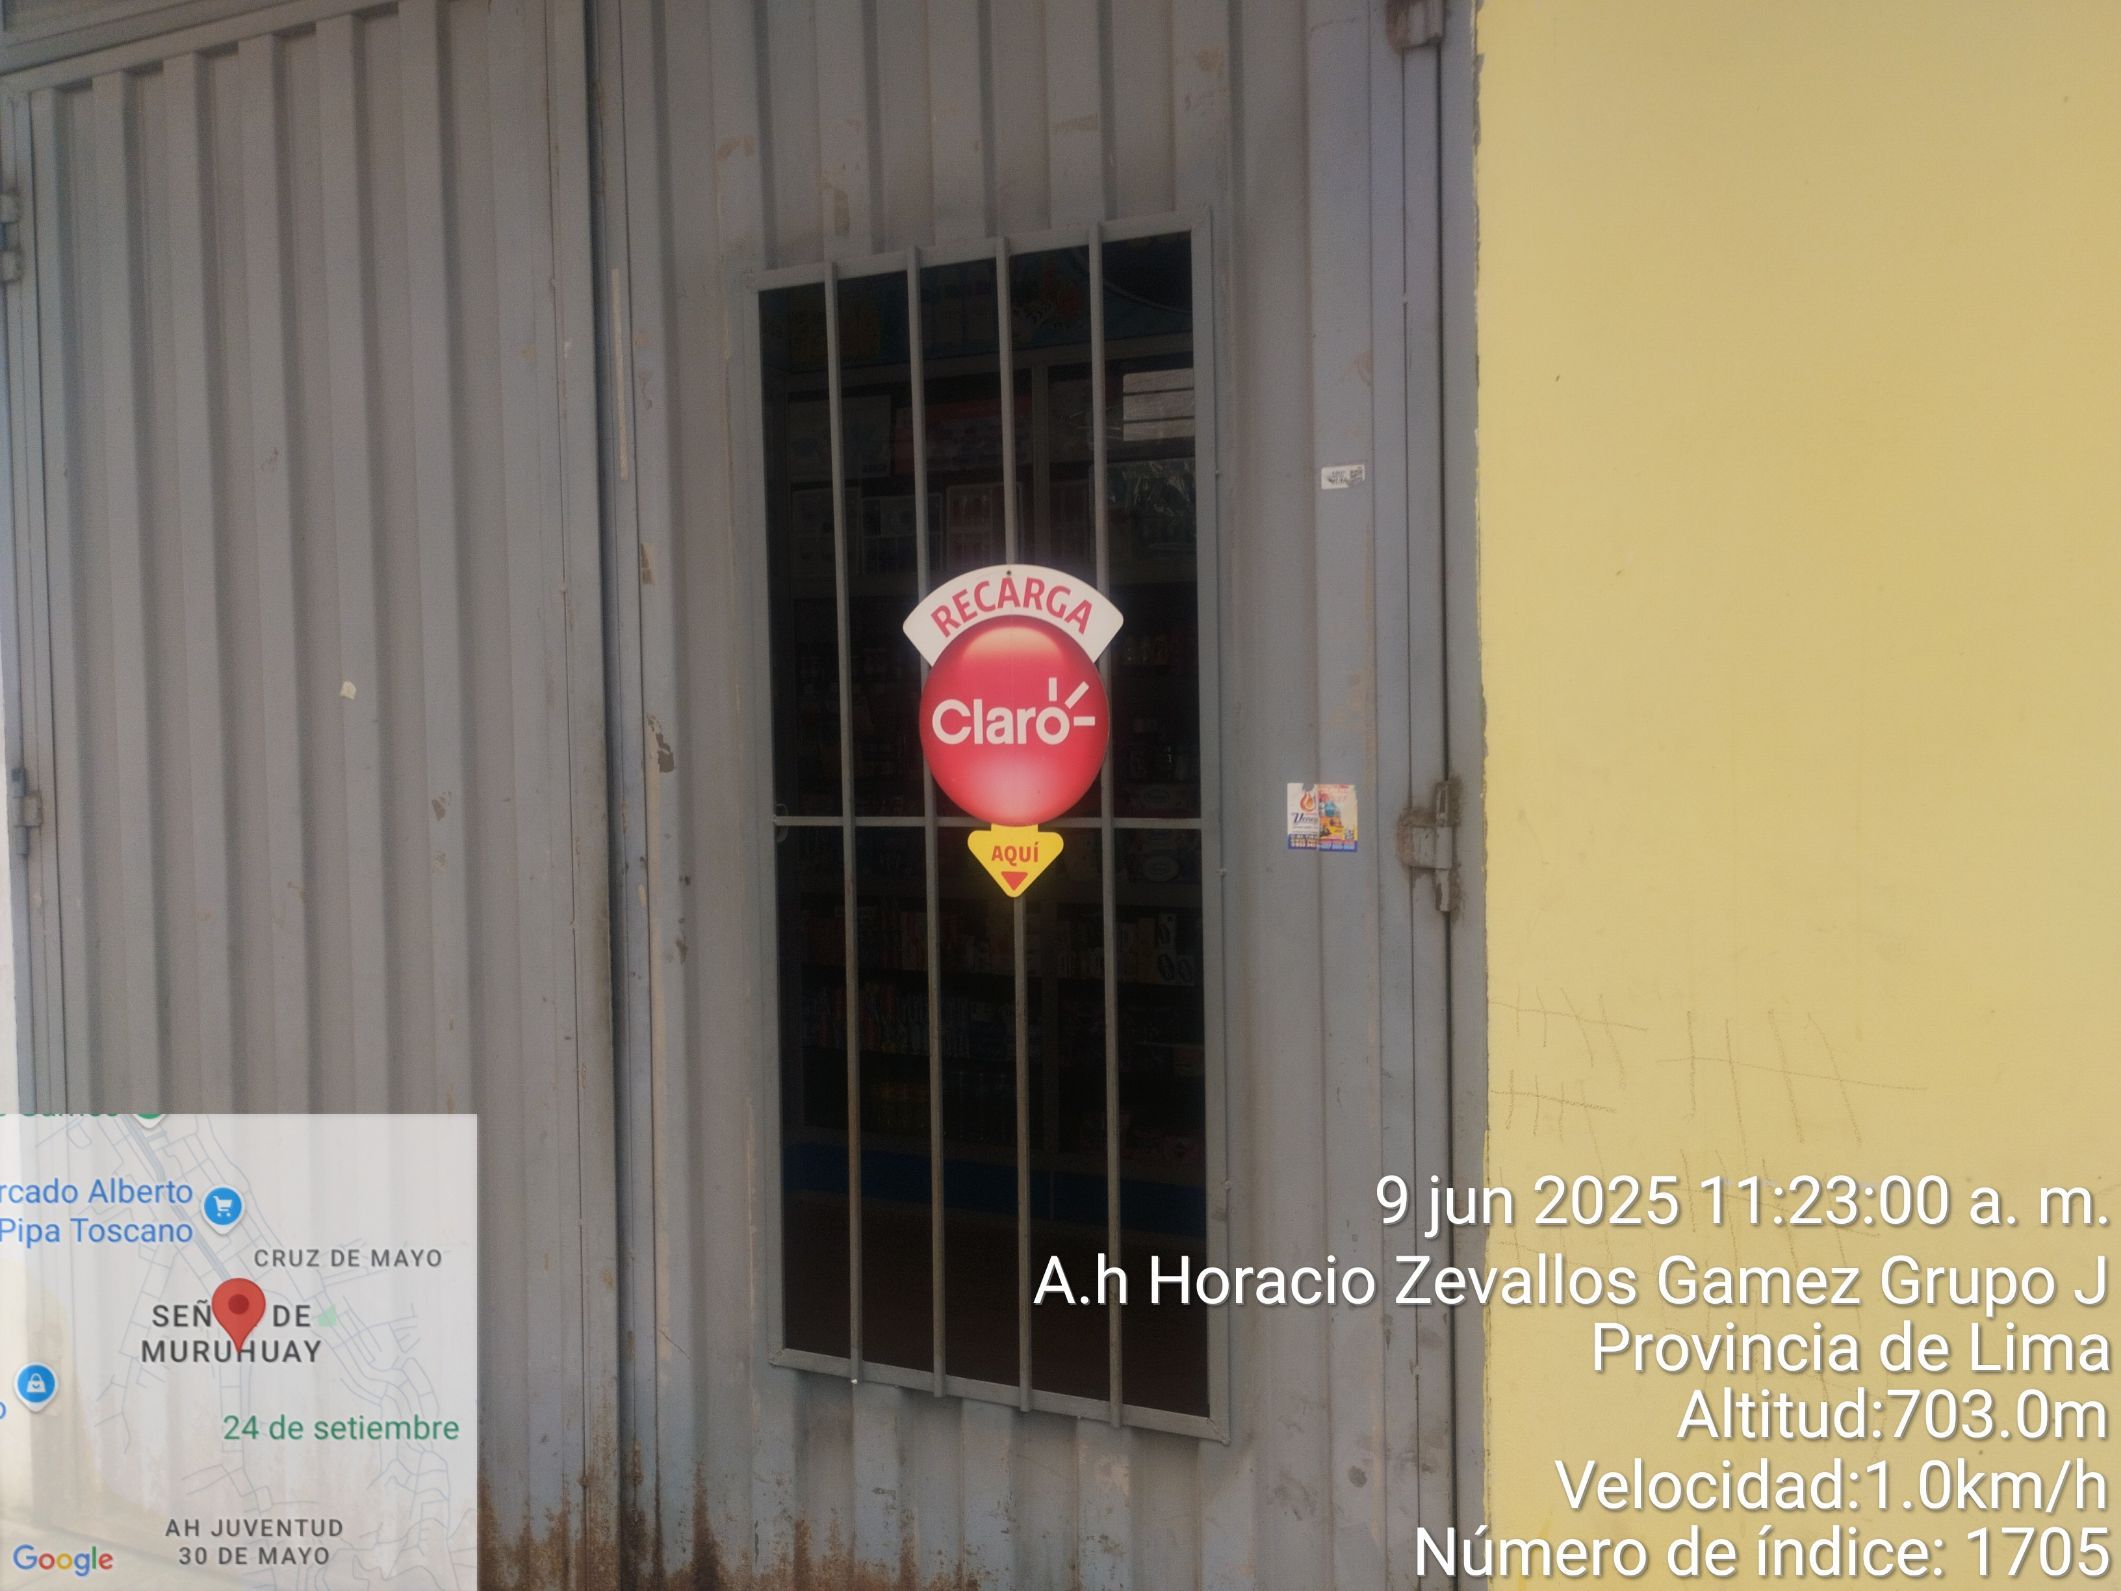 RECARGA
Claro
AQUÍ
9 jun 2025 11:23:00 a. m.
A.h Horacio Zevallos Gamez Grupo J
Provincia de Lima
Altitud:703.0m
Velocidad:1.0km/h
Número de índice: 1705
rcado Alberto
Pipa Toscano
CRUZ DE MAYO
SEÑ DE
MURUHUAY
24 de setiembre
AH JUVENTUD
30 DE MAYO
Google